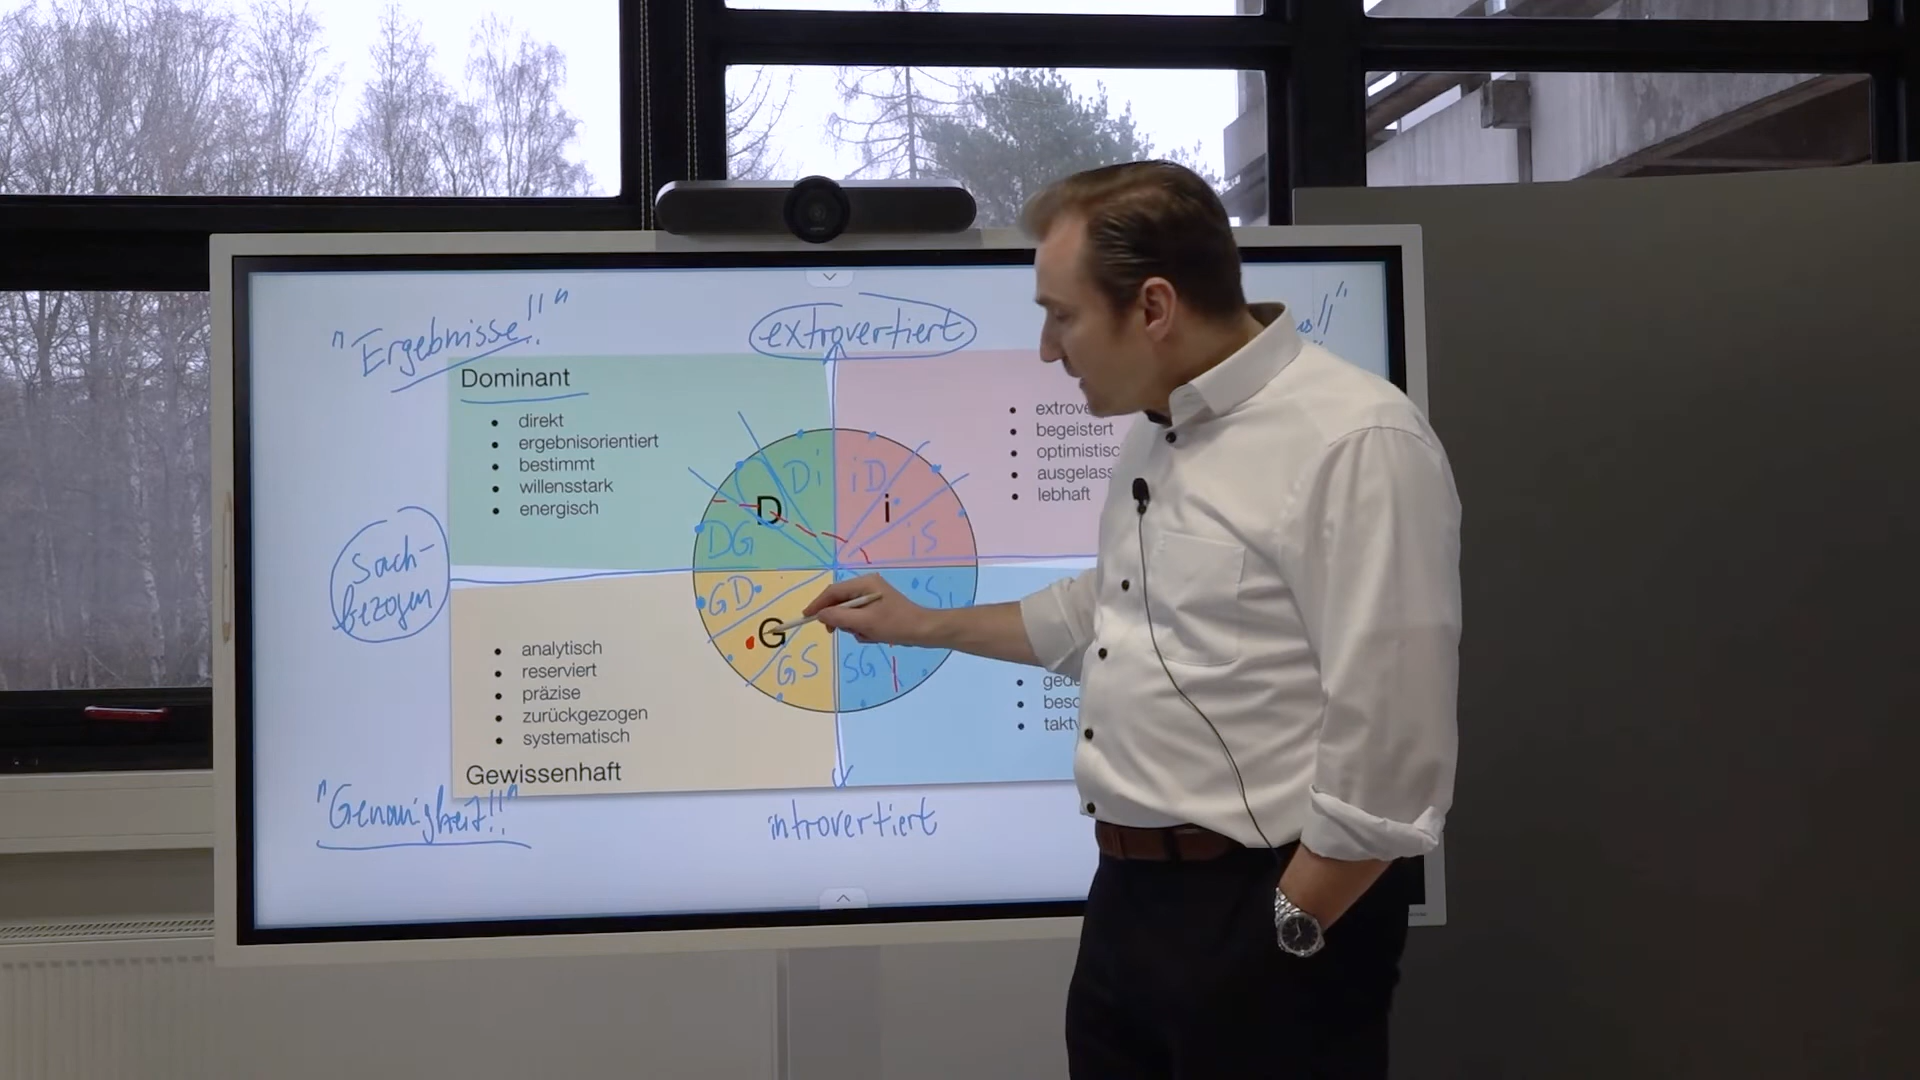 "Ergebnisse!!"
extrovertiert
Dominant
direkt
ergebnisorientiert
bestimmt
willensstark
energisch
begeistert
lebhaft
Sach-
bezogen
Di
iD
D
i
DG
iS
GD
Si
G
GS
SG
analytisch
reserviert
präzise
zurückgezogen
systematisch
Gewissenhaft
"Genauigkeit!!"
introvertiert